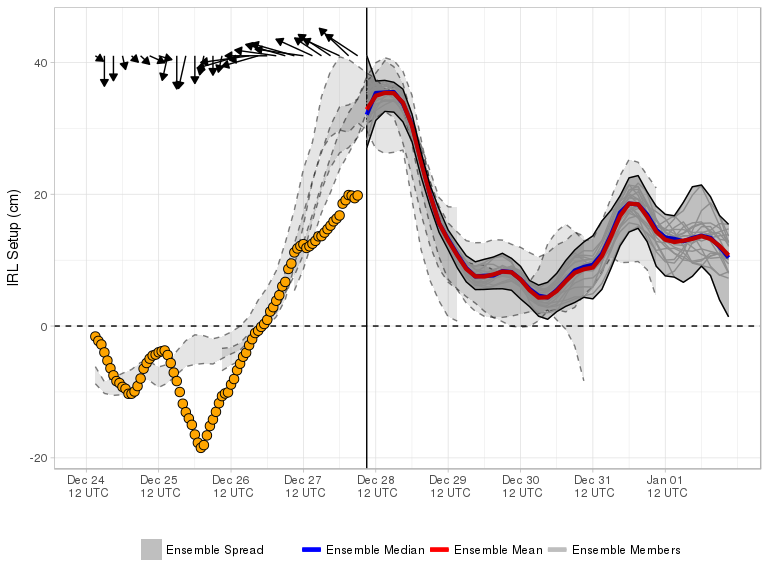 IRL Setup (cm)
40
20
0
-20
Dec 24 Dec 25 Dec 26 Dec 27 Dec 28 Dec 29 Dec 30 Dec 31 Jan 01
12 UTC 12 UTC 12 UTC 12 UTC 12 UTC 12 UTC 12 UTC 12 UTC 12 UTC
Ensemble Spread Ensemble Median Ensemble Mean Ensemble Members